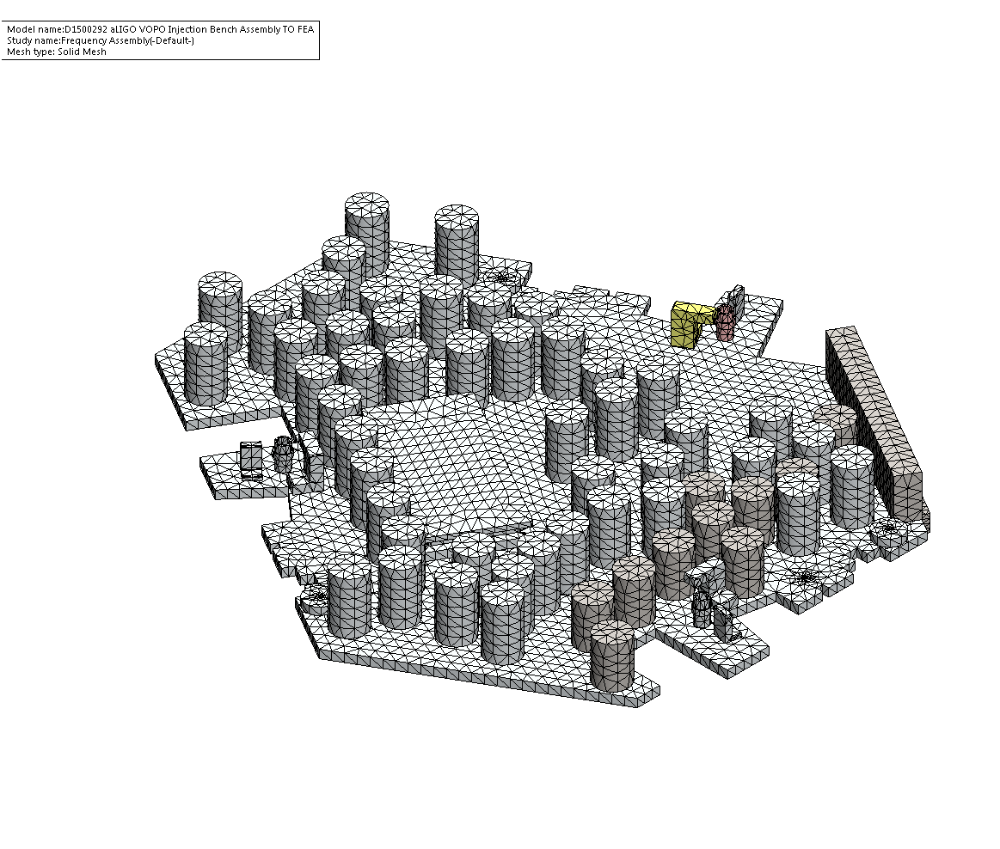 Model name:D1500292 aLIGO VOPO Injection Bench Assembly TO FEA
Study name:Frequency Assembly(-Default-)
Mesh type: Solid Mesh